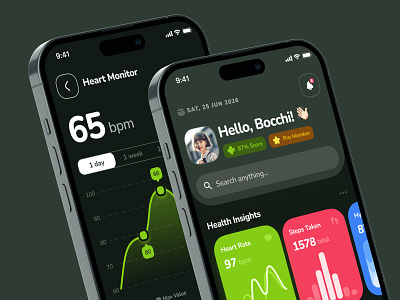 9:41
Heart Monitor
65 bpm
1 day
1 week
100
90
80
70
60
88
80
Max Value
9:41
SAT, 25 JUN 2028
Hello, Bocchi! 👋🏻
87% Score
Pro Member
Search anything...
Health Insights
Heart Rate
97 bpm
Steps Taken
1578 total